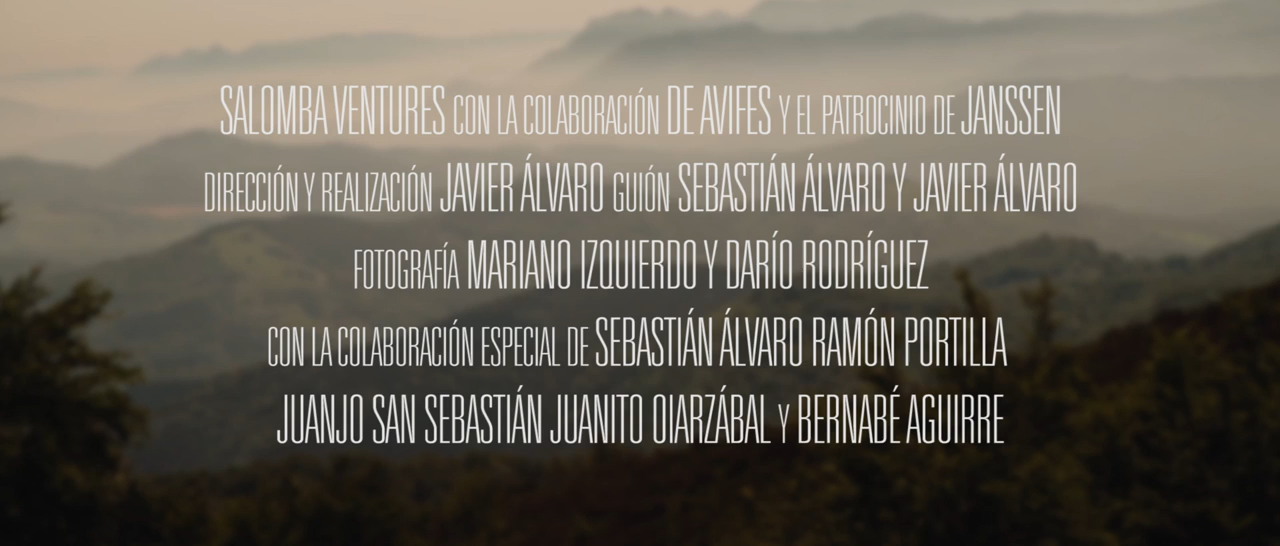 SALOMBA VENTURES CON LA COLABORACIÓN DE AVIFES Y EL PATROCINIO DE JANSSEN
DIRECCIÓN Y REALIZACIÓN JAVIER ÁLVARO GUIÓN SEBASTIÁN ÁLVARO Y JAVIER ÁLVARO
FOTOGRAFÍA MARIANO IZQUIERDO Y DARÍO RODRÍGUEZ
CON LA COLABORACIÓN ESPECIAL DE SEBASTIÁN ÁLVARO RAMÓN PORTILLA
JUANJO SAN SEBASTIÁN JUANITO OIARZÁBAL Y BERNABÉ AGUIRRE